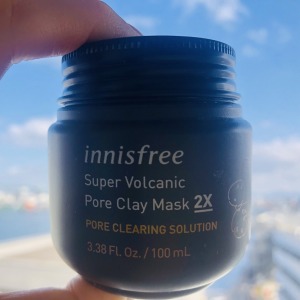 innisfree
Super Volcanic
Pore Clay Mask 2X
PORE CLEARING SOLUTION
3.38 FL Oz. / 100 mL